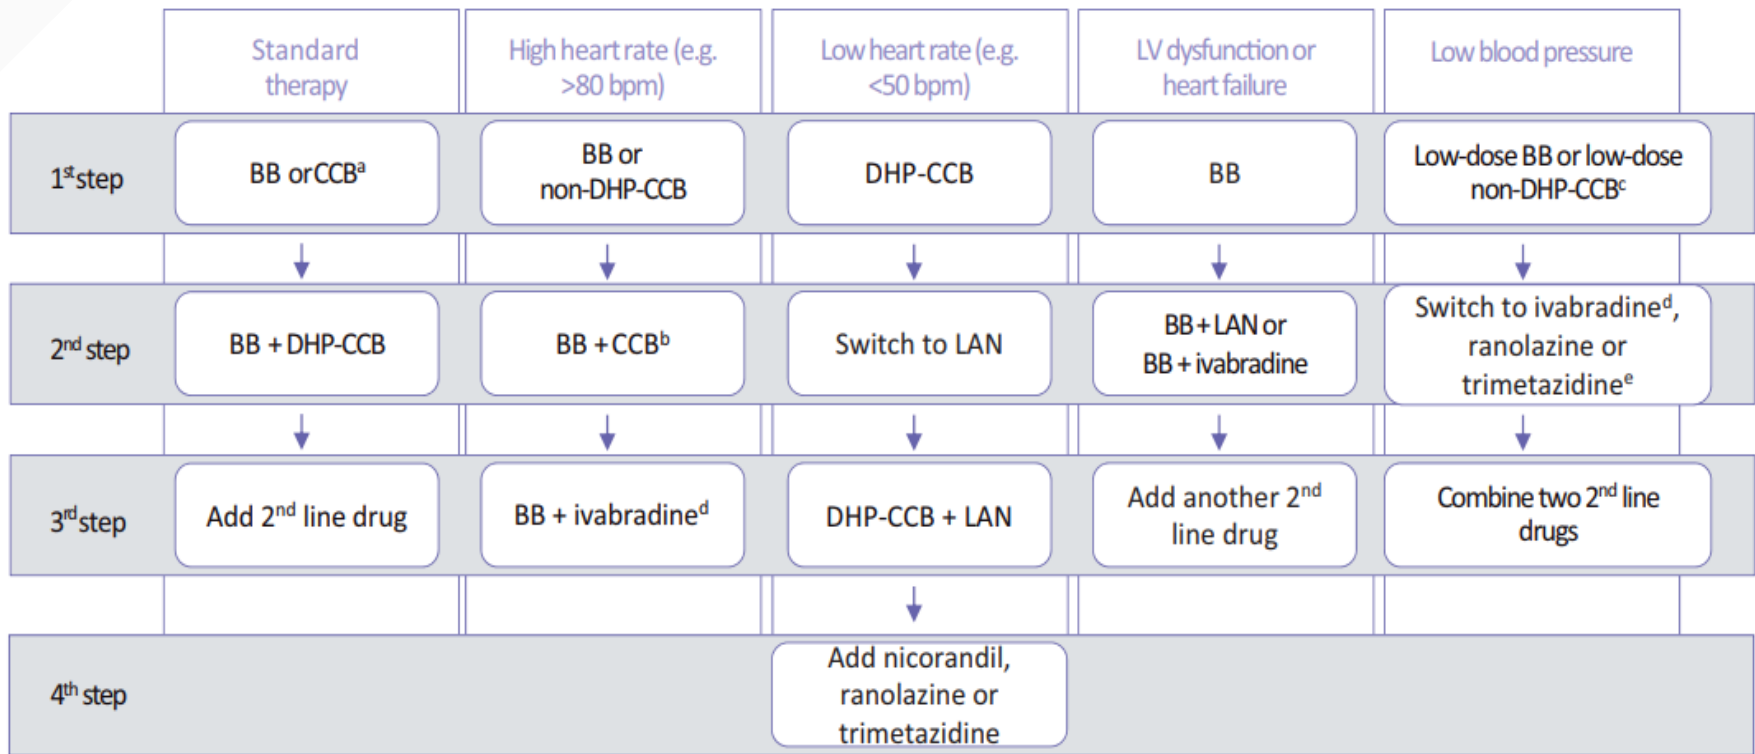 Standard
therapy
High heart rate (e.g.
>80 bpm)
Low heart rate (e.g.
<50 bpm)
LV dysfunction or
heart failure
Low blood pressure
1st step
BB orCCBa
BB or
non-DHP-CCB
DHP-CCB
BB
Low-dose BB or low-dose
non-DHP-CCBc
2nd step
BB + DHP-CCB
BB + CCBb
Switch to LAN
BB + LAN or
BB + ivabradine
Switch to ivabradined,
ranolazine or
trimetazidinee
3rd step
Add 2nd line drug
BB + ivabradined
DHP-CCB + LAN
Add another 2nd
line drug
Combine two 2nd line
drugs
4th step
Add nicorandil,
ranolazine or
trimetazidine